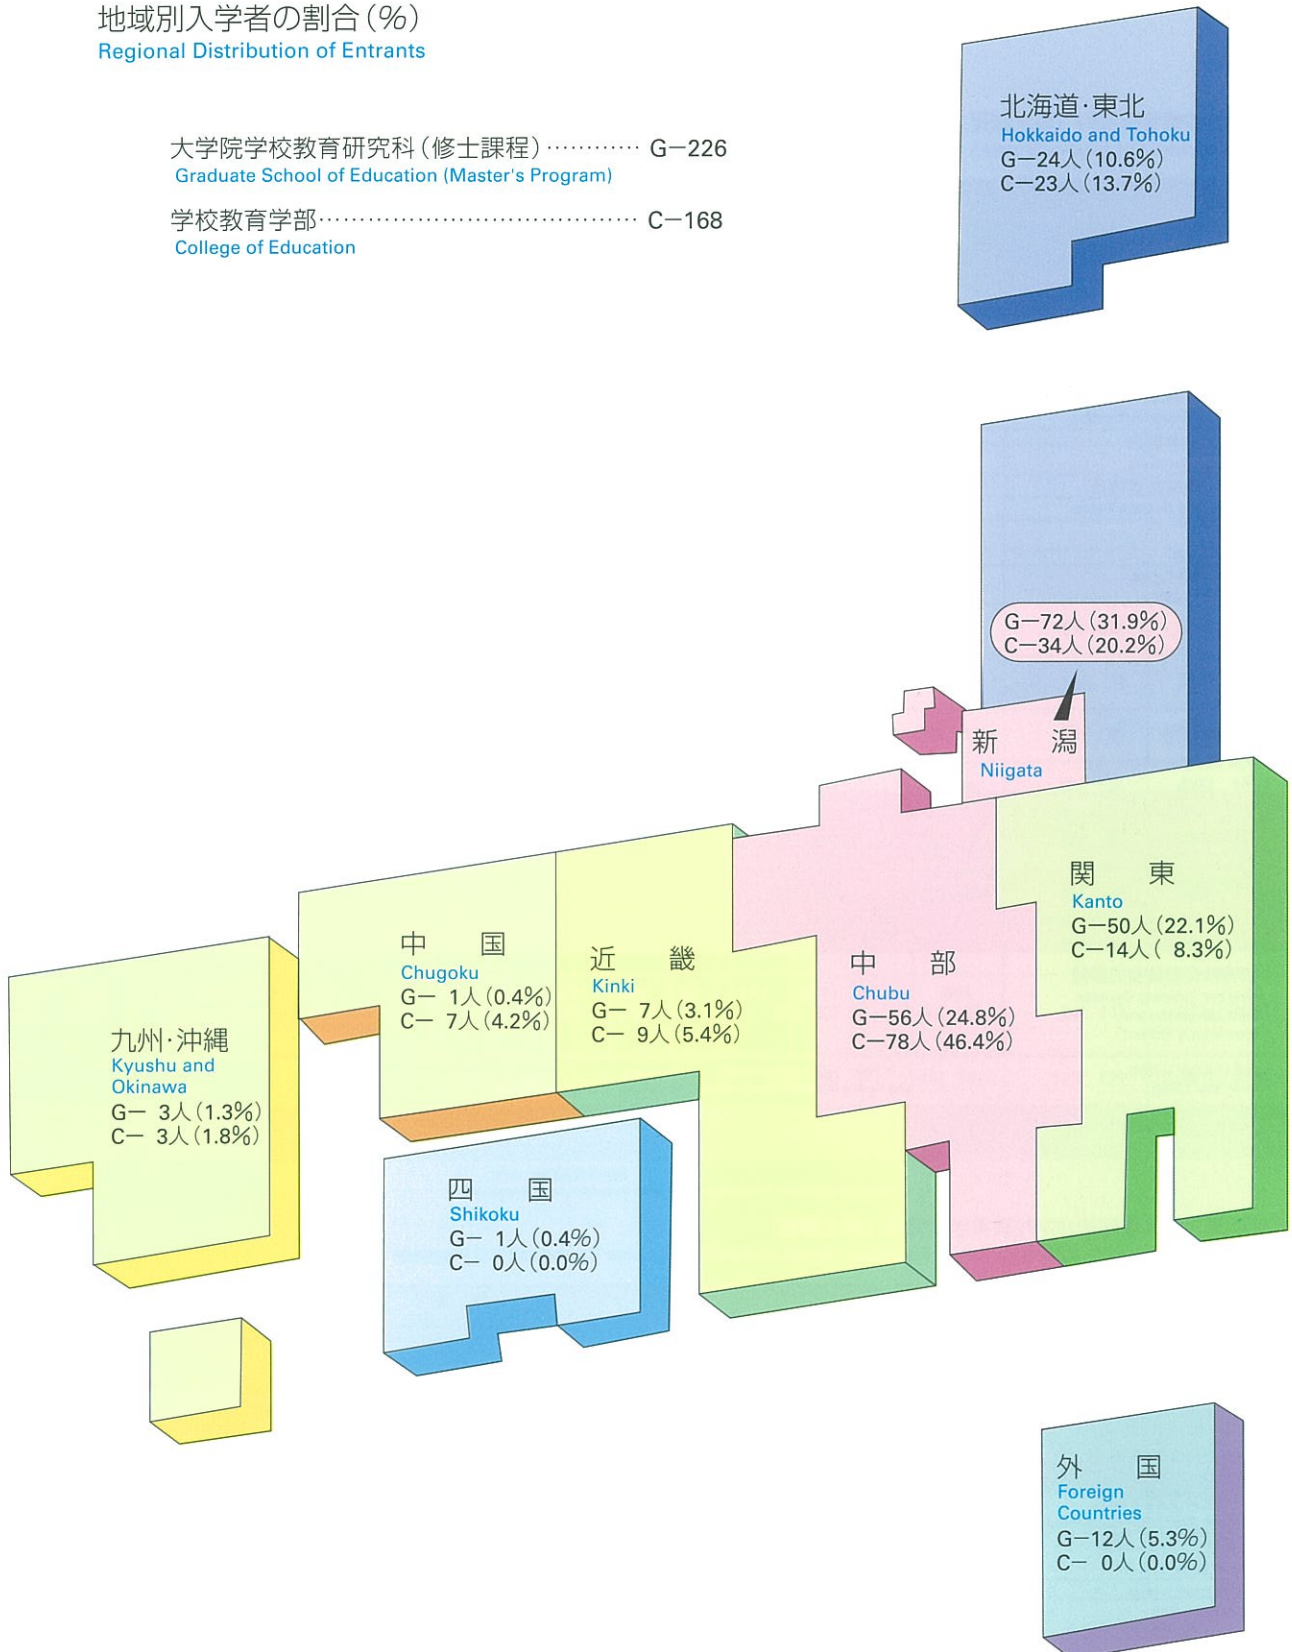 地域別入学者の割合(%)
Regional Distribution of Entrants
大学院学校教育研究科(修士課程)………… G−226
Graduate School of Education (Master's Program)
学校教育学部………………………………… C−168
College of Education
北海道·東北
Hokkaido and Tohoku
G−24人(10.6%)
C−23人(13.7%)
G−72人(31.9%)
C−34人(20.2%)
新　潟
Niigata
関　東
Kanto
G−50人(22.1%)
C−14人( 8.3%)
中　部
Chubu
G−56人(24.8%)
C−78人(46.4%)
近　畿
Kinki
G− 7人(3.1%)
C− 9人(5.4%)
中　国
Chugoku
G− 1人(0.4%)
C− 7人(4.2%)
九州·沖縄
Kyushu and
Okinawa
G− 3人(1.3%)
C− 3人(1.8%)
四　国
Shikoku
G− 1人(0.4%)
C− 0人(0.0%)
外　国
Foreign
Countries
G−12人(5.3%)
C− 0人(0.0%)